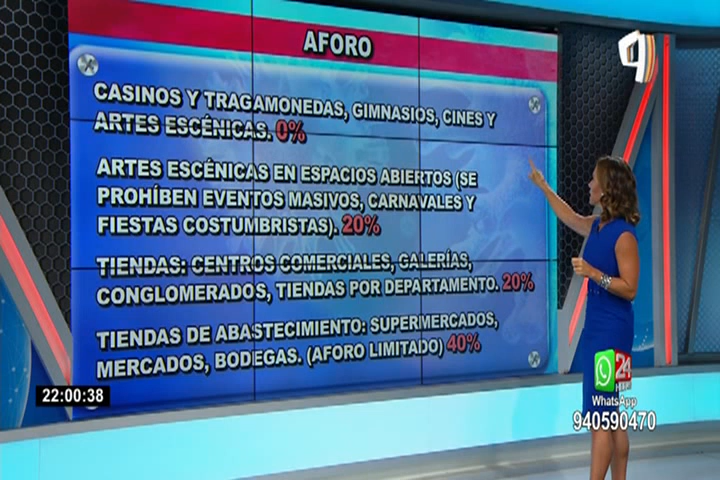 AFORO
CASINOS Y TRAGAMONEDAS, GIMNASIOS, CINES Y
ARTES ESCÉNICAS. 0%
ARTES ESCÉNICAS EN ESPACIOS ABIERTOS (SE
PROHÍBEN EVENTOS MASIVOS, CARNAVALES Y
FIESTAS COSTUMBRISTAS). 20%
TIENDAS: CENTROS COMERCIALES, GALERÍAS,
CONGLOMERADOS, TIENDAS POR DEPARTAMENTO. 20%
TIENDAS DE ABASTECIMIENTO: SUPERMERCADOS,
MERCADOS, BODEGAS. (AFORO LIMITADO) 40%
22:00:38
24
WhatsApp
940590470